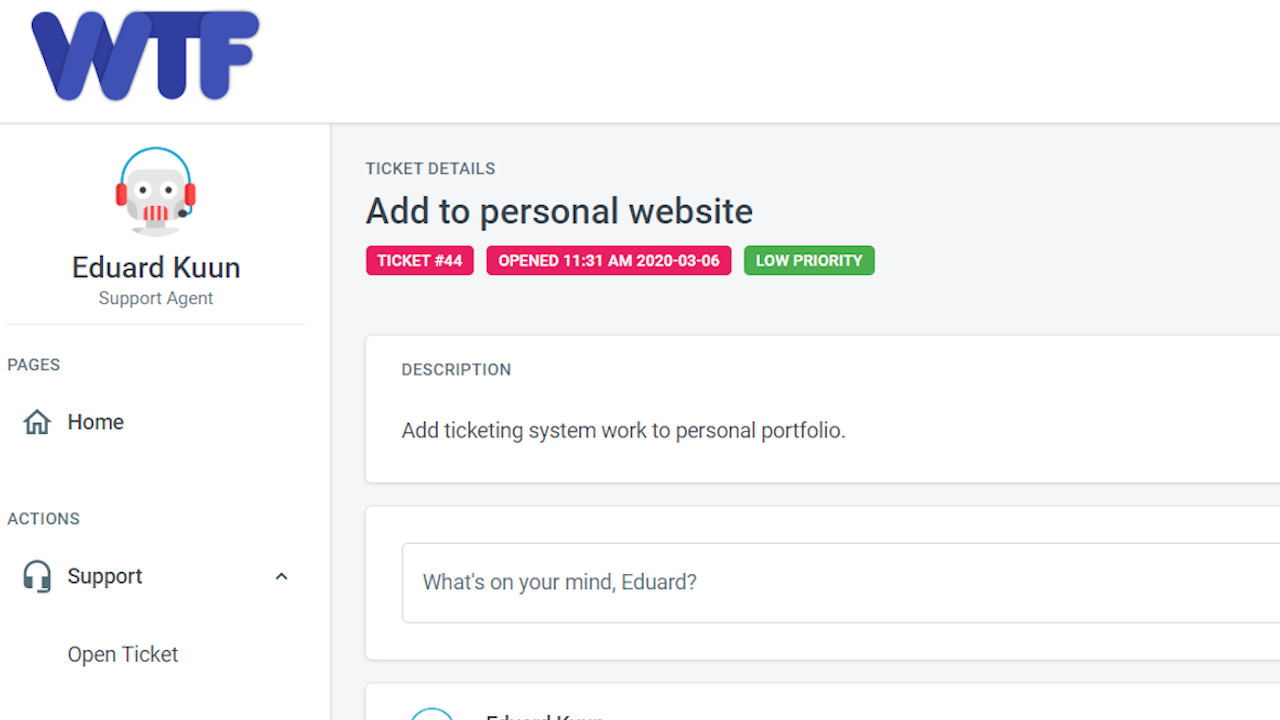 WTF
Eduard Kuun
Support Agent
PAGES
Home
ACTIONS
Support
Open Ticket
TICKET DETAILS
Add to personal website
TICKET #44 OPENED 11:31 AM 2020-03-06 LOW PRIORITY
DESCRIPTION
Add ticketing system work to personal portfolio.
What's on your mind, Eduard?
Eduard Kuun